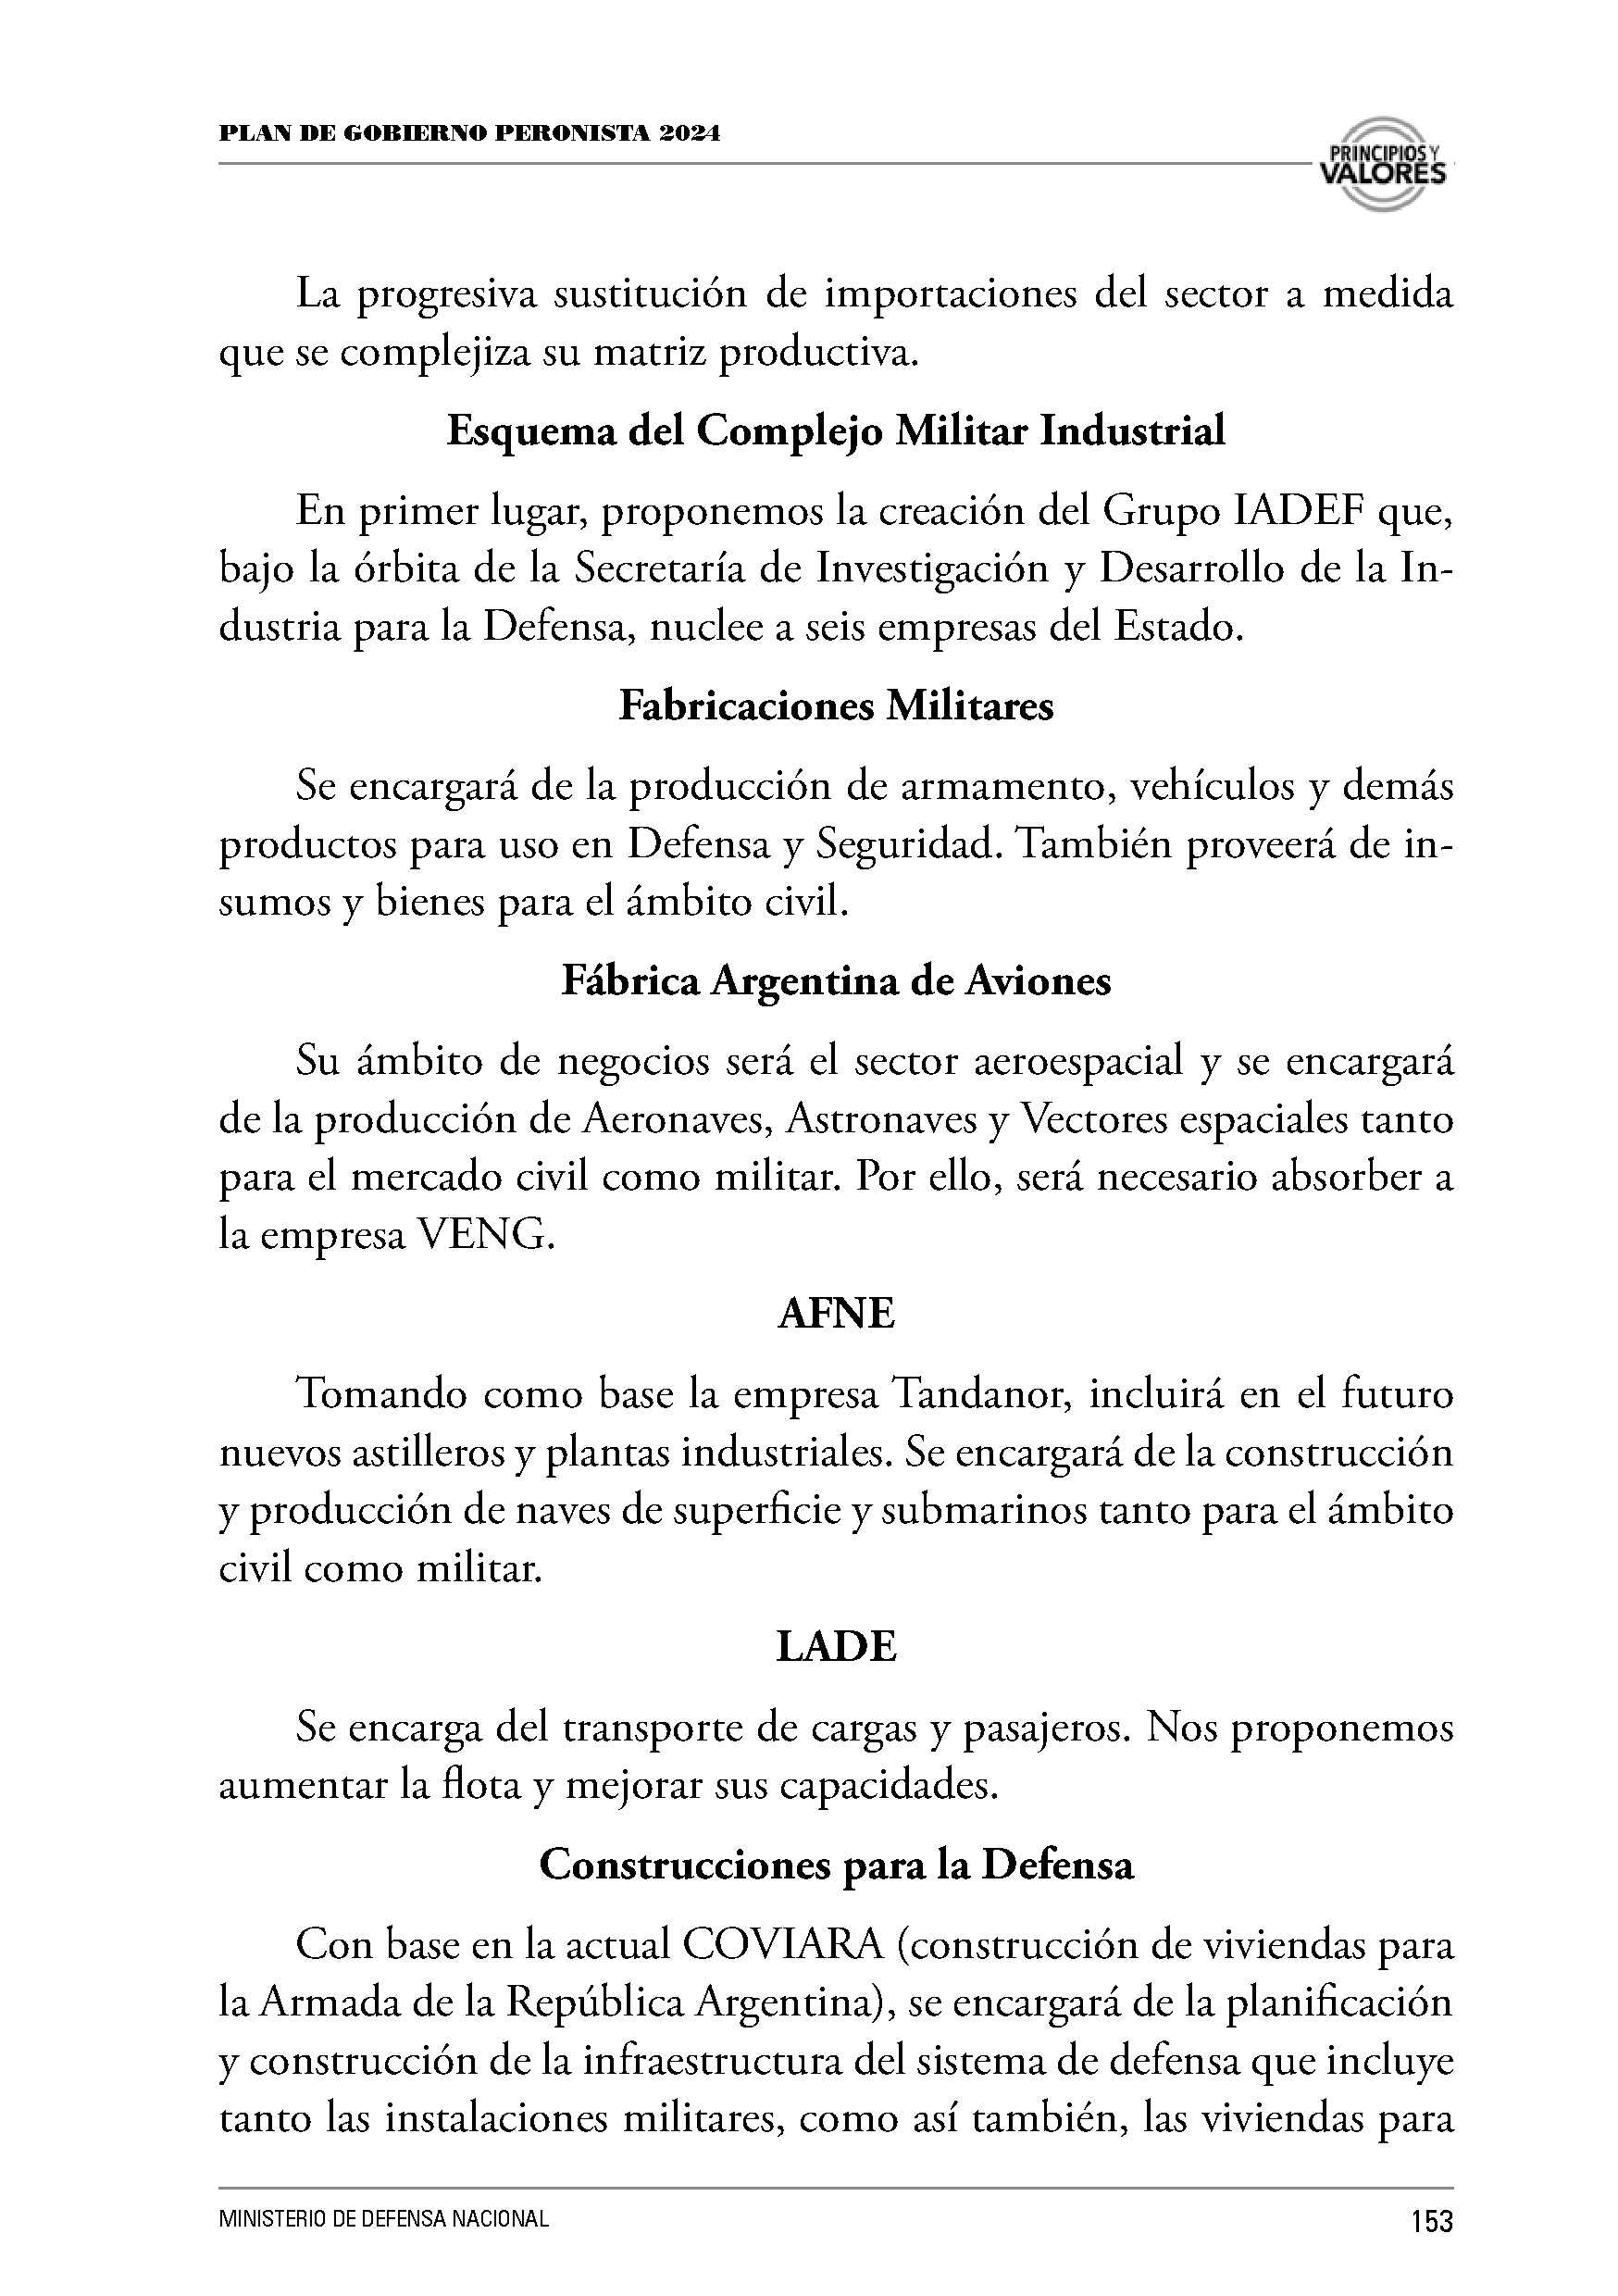 PLAN DE GOBIERNO PERONISTA 2024
PRINCIPIOS Y
VALORES
La progresiva sustitución de importaciones del sector a medida
que se complejiza su matriz productiva.
Esquema del Complejo Militar Industrial
En primer lugar, proponemos la creación del Grupo IADEF que,
bajo la órbita de la Secretaría de Investigación y Desarrollo de la In-
dustria para la Defensa, nuclee a seis empresas del Estado.
Fabricaciones Militares
Se encargará de la producción de armamento, vehículos y demás
productos para uso en Defensa y Seguridad. También proveerá de in-
sumos y bienes para el ámbito civil.
Fábrica Argentina de Aviones
Su ámbito de negocios será el sector aeroespacial y se encargará
de la producción de Aeronaves, Astronaves y Vectores espaciales tanto
para el mercado civil como militar. Por ello, será necesario absorber a
la empresa VENG.
AFNE
Tomando como base la empresa Tandanor, incluirá en el futuro
nuevos astilleros y plantas industriales. Se encargará de la construcción
y producción de naves de superficie y submarinos tanto para el ámbito
civil como militar.
LADE
Se encarga del transporte de cargas y pasajeros. Nos proponemos
aumentar la flota y mejorar sus capacidades.
Construcciones para la Defensa
Con base en la actual COVIARA (construcción de viviendas para
la Armada de la República Argentina), se encargará de la planificación
y construcción de la infraestructura del sistema de defensa que incluye
tanto las instalaciones militares, como así también, las viviendas para
MINISTERIO DE DEFENSA NACIONAL
153